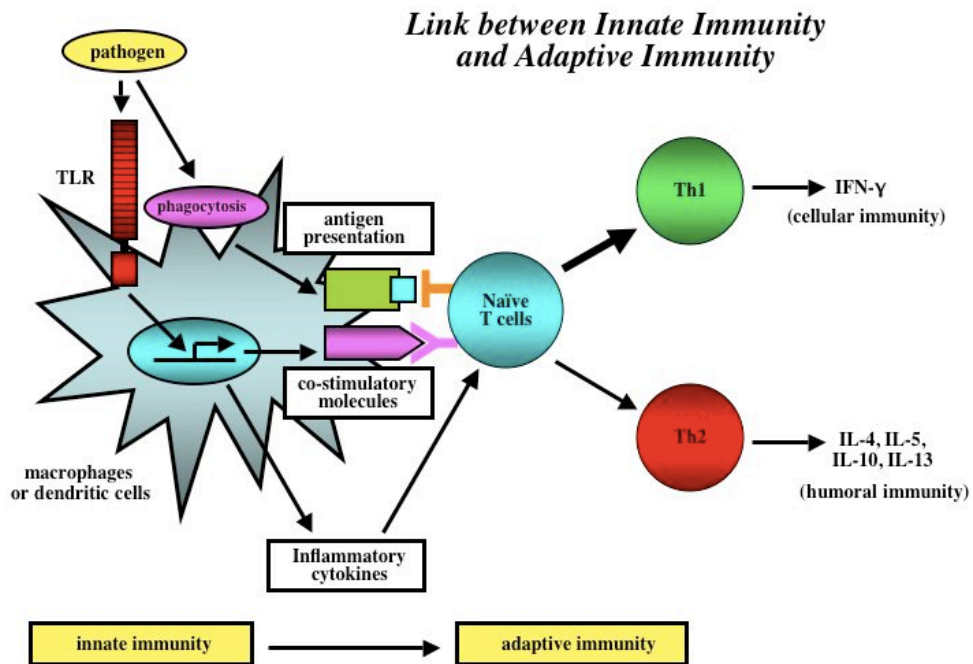 Link between Innate Immunity
and Adaptive Immunity
pathogen
TLR
phagocytosis
antigen
presentation
Naïve
T cells
Th1
IFN-γ
(cellular immunity)
co-stimulatory
molecules
Th2
IL-4, IL-5,
IL-10, IL-13
(humoral immunity)
macrophages
or dendritic cells
Inflammatory
cytokines
innate immunity
adaptive immunity